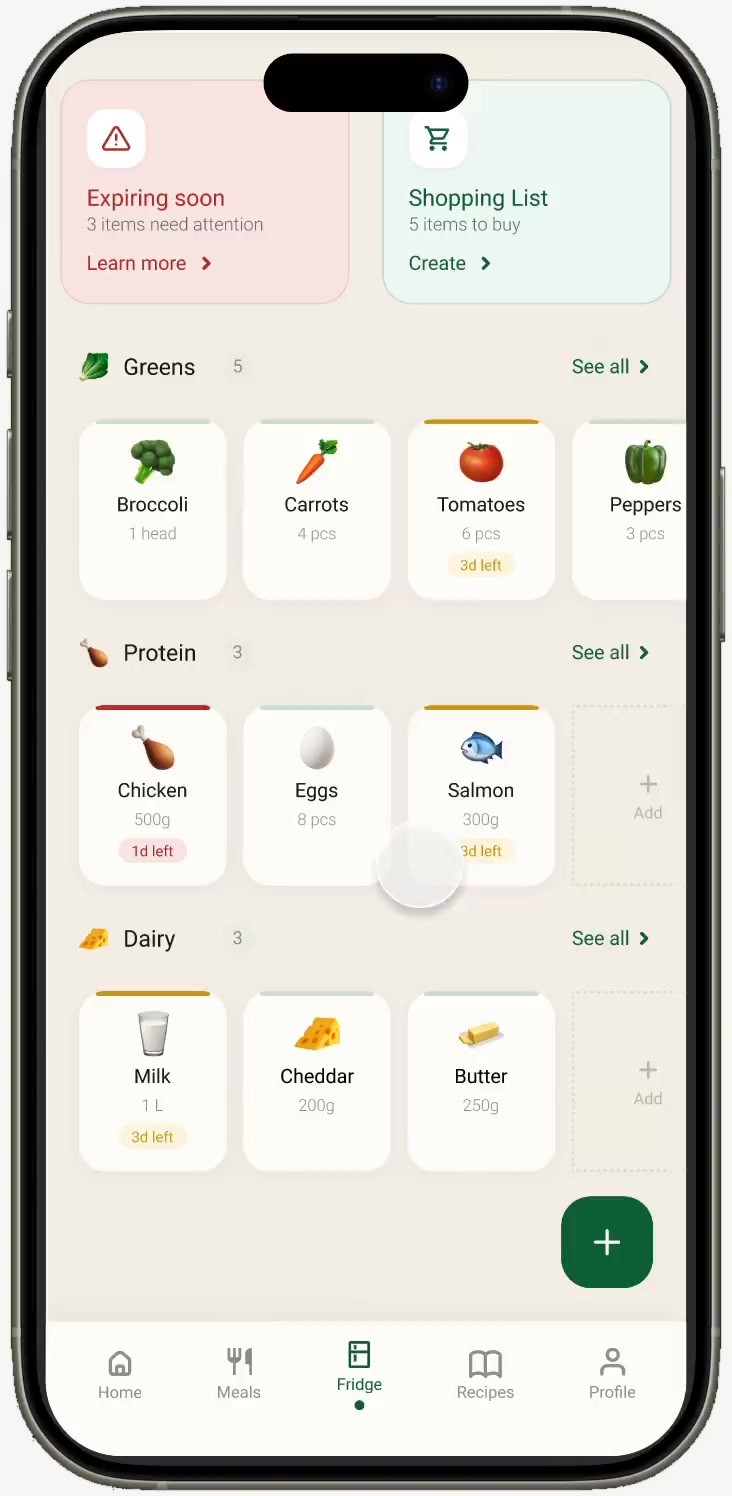 Expiring soon
3 items need attention
Learn more
Shopping List
5 items to buy
Create
Greens 5 See all
Broccoli
1 head
Carrots
4 pcs
Tomatoes
6 pcs
3d left
Peppers
3 pcs
Protein 3 See all
Chicken
500g
1d left
Eggs
8 pcs
Salmon
300g
3d left
Add
Dairy 3 See all
Milk
1 L
3d left
Cheddar
200g
Butter
250g
Add
Home
Meals
Fridge
Recipes
Profile